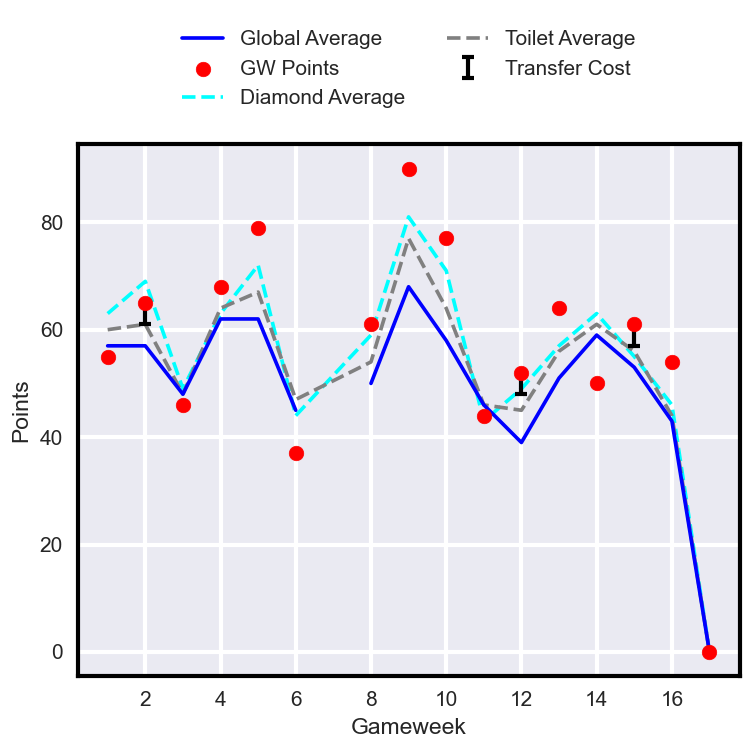 Global Average
GW Points
Diamond Average
Toilet Average
Transfer Cost
Points
80
60
40
20
0
2 4 6 8 10 12 14 16
Gameweek